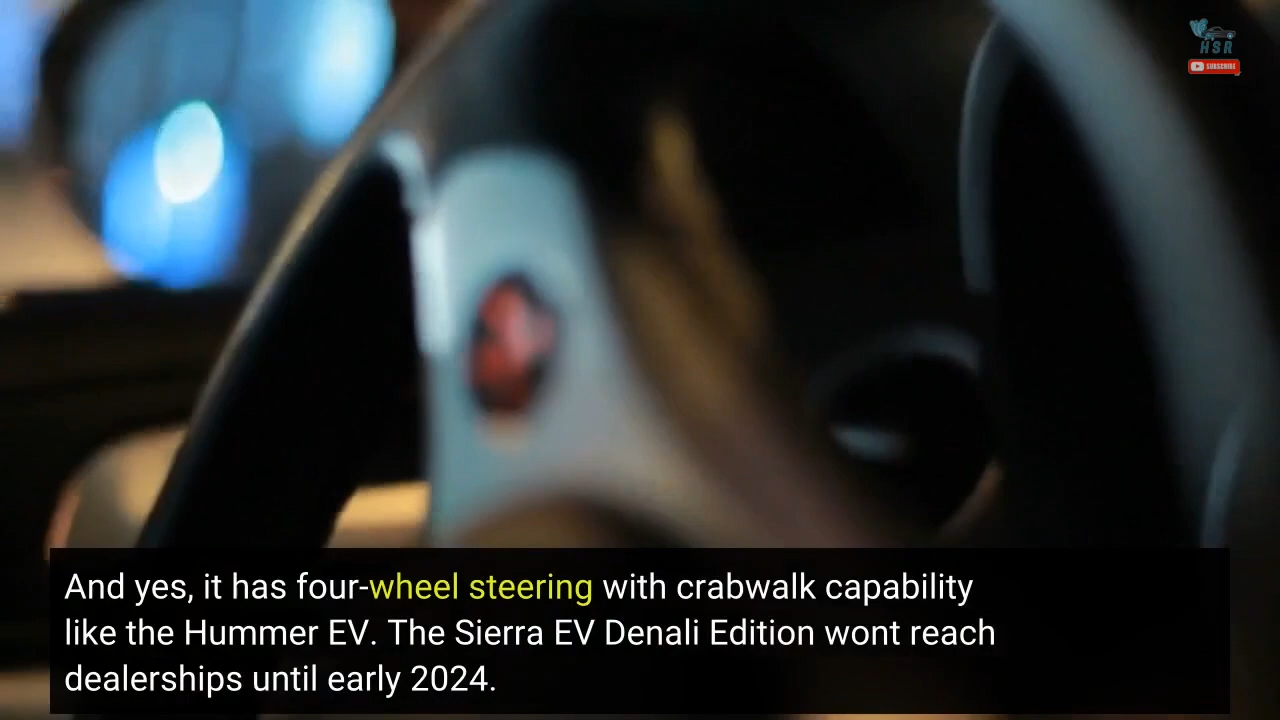 HSR
SUBSCRIBE
And yes, it has four-wheel steering with crabwalk capability
like the Hummer EV. The Sierra EV Denali Edition wont reach
dealerships until early 2024.